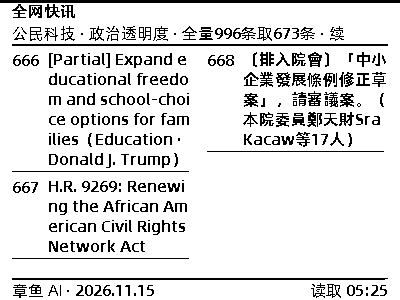 全网快讯
公民科技 · 政治透明度 · 全量996条取673条 · 续
666 [Partial] Expand e
ducational freedo
m and school-choi
ce options for fam
ilies（Education ·
Donald J. Trump）
667 H.R. 9269: Renewi
ng the African Am
erican Civil Rights
Network Act
668 〔排入院會〕「中小
企業發展條例修正草
案」，請審議案。（
本院委員鄭天財Sra
Kacaw等17人）
章鱼 AI · 2026.11.15
读取 05:25